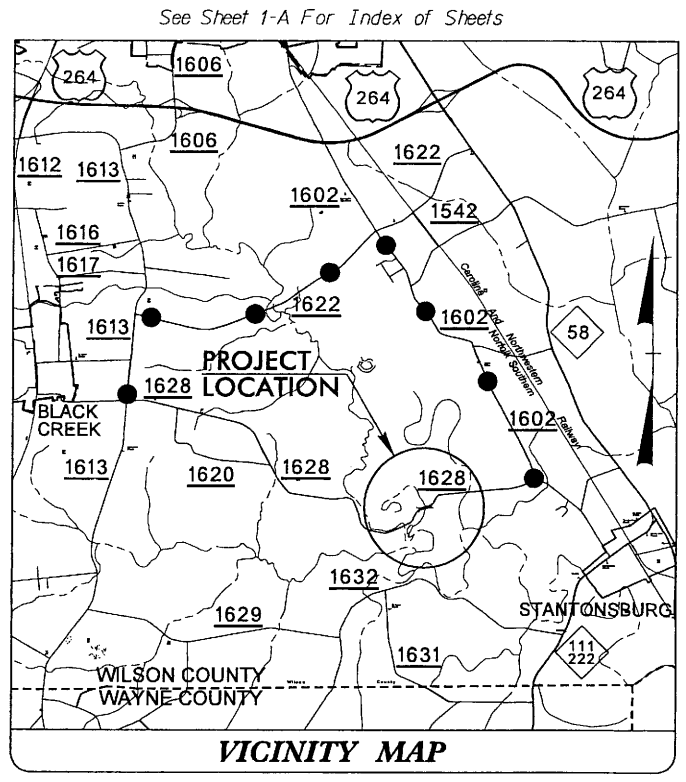 See Sheet 1-A For Index of Sheets
264
1606
264
264
1606
1622
1612
1613
1602
1542
1616
1617
1622
Carolina And Northwestern
Norfolk Southern
Railway
1613
1602
58
PROJECT
LOCATION
1628
BLACK
CREEK
1602
1613
1620
1628
1628
1632
STANTONSBURG
1629
1631
111
222
WILSON COUNTY
Wilson County
WAYNE COUNTY
VICINITY MAP